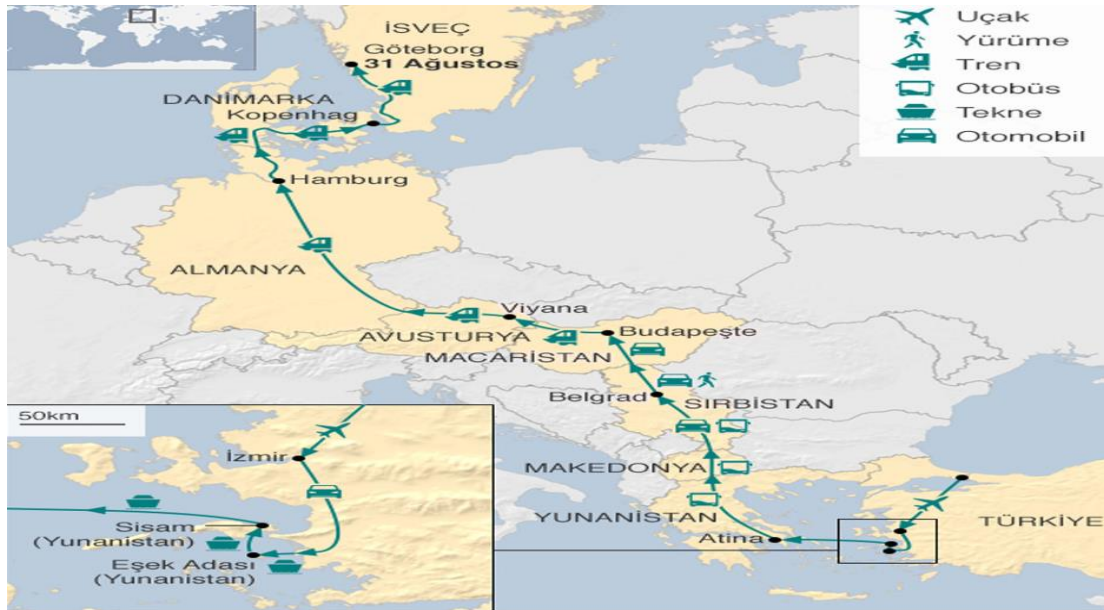 Uçak
Yürüme
Tren
Otobüs
Tekne
Otomobil
İSVEÇ
Göteborg
31 Ağustos
DANİMARKA
Kopenhag
Hamburg
ALMANYA
Viyana
AVUSTURYA
Budapeşte
MACARİSTAN
Belgrad
SIRBİSTAN
MAKEDONYA
YUNANİSTAN
Atina
TÜRKİYE
50km
İzmir
Sisam
(Yunanistan)
Eşek Adası
(Yunanistan)